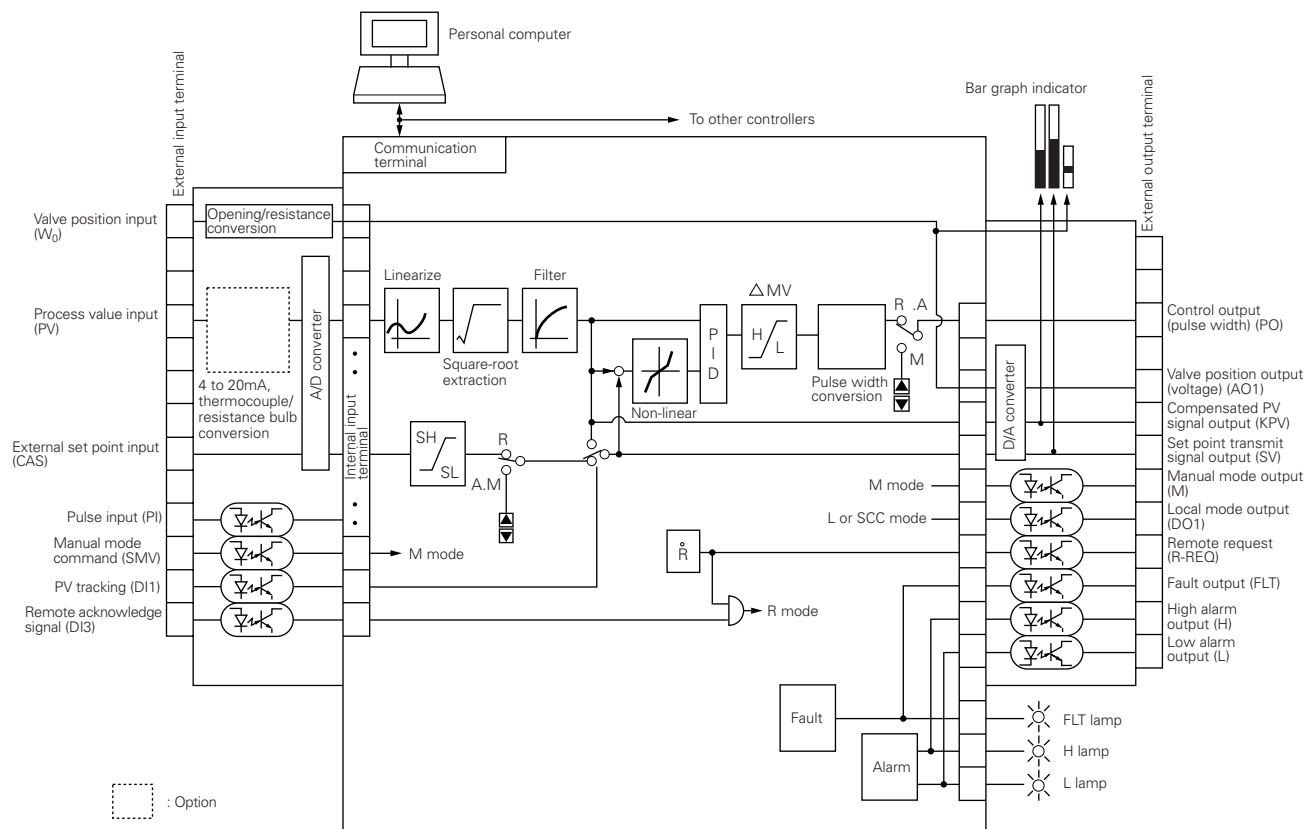 Personal computer
To other controllers
Communication
terminal
External input terminal
Bar graph indicator
External output terminal
Valve position input
(W0)
Opening/resistance
conversion
Process value input
(PV)
4 to 20mA,
thermocouple/
resistance bulb
conversion
A/D converter
Internal input
terminal
Linearize
Square-root
extraction
Filter
Non-linear
P
I
D
△MV
H
L
Pulse width
conversion
R .A
M
D/A converter
Control output
(pulse width) (PO)
Valve position output
(voltage) (AO1)
Compensated PV
signal output (KPV)
Set point transmit
signal output (SV)
Manual mode output
(M)
Local mode output
(DO1)
Remote request
(R-REQ)
Fault output (FLT)
High alarm
output (H)
Low alarm
output (L)
External set point input
(CAS)
SH
SL
R
A.M
Pulse input (PI)
Manual mode
command (SMV)
PV tracking (DI1)
Remote acknowledge
signal (DI3)
M mode
M mode
L or SCC mode
R
R mode
Fault
Alarm
FLT lamp
H lamp
L lamp
: Option